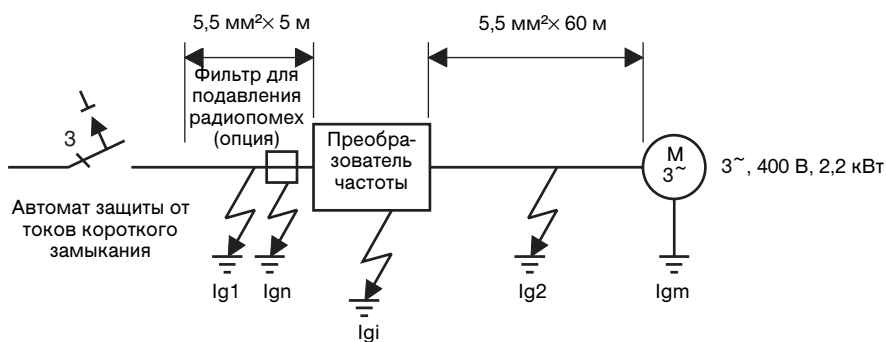 5,5 мм²× 5 м
5,5 мм²× 60 м
Фильтр для
подавления
радиопомех
(опция)
3
Преобра-
зователь
частоты
M
3~
3~, 400 В, 2,2 кВт
Автомат защиты от
токов короткого
замыкания
Ig1
Ign
Igi
Ig2
Igm